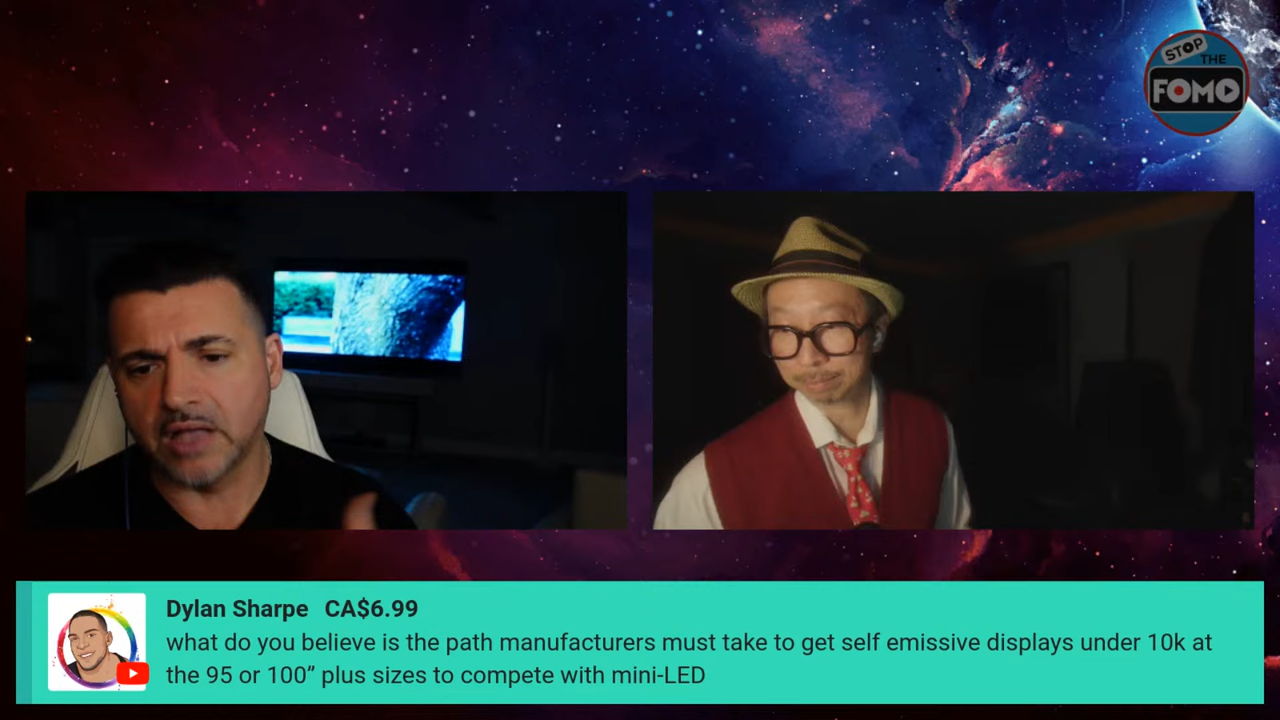 STOP
THE
FOMO
Dylan Sharpe CA$6.99
what do you believe is the path manufacturers must take to get self emissive displays under 10k at
the 95 or 100” plus sizes to compete with mini-LED